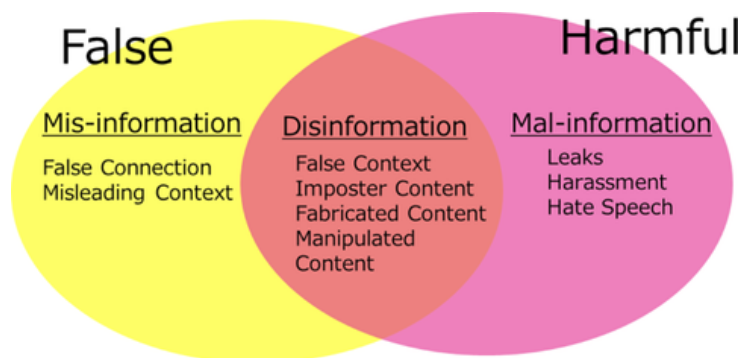 False
Harmful
Mis-information
False Connection
Misleading Context
Disinformation
False Context
Imposter Content
Fabricated Content
Manipulated
Content
Mal-information
Leaks
Harassment
Hate Speech